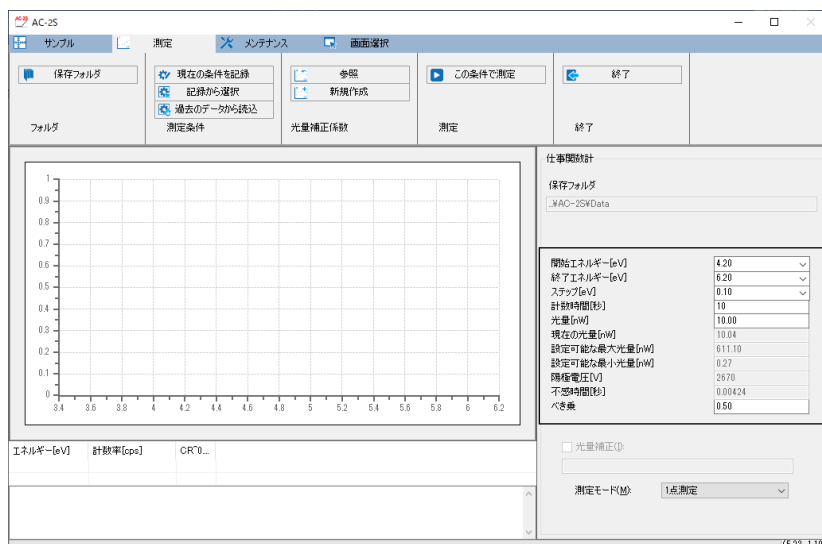 AC-2S AC-2S
サンプル 測定 メンテナンス 画面選択
保存フォルダ 現在の条件を記録 参照 この条件で測定 終了
記録から選択 新規作成
過去のデータから読込
フォルダ 測定条件 光量補正係数 測定 終了
仕事関数計
保存フォルダ
..¥AC-2S¥Data
1
0.9
0.8
0.7
0.6
0.5
0.4
0.3
0.2
0.1
0
3.4 3.6 3.8 4 4.2 4.4 4.6 4.8 5 5.2 5.4 5.6 5.8 6 6.2
開始エネルギー[eV] 4.20
終了エネルギー[eV] 6.20
ステップ[eV] 0.10
計数時間[秒] 10
光量[nW] 10.00
現在の光量[nW] 10.04
設定可能な最大光量[nW] 611.10
設定可能な最小光量[nW] 0.27
陽極電圧[V] 2670
不感時間[秒] 0.00424
べき乗 0.50
エネルギー[eV] 計数率[cps] CR^0...
光量補正(I):
測定モード(M): 1点測定